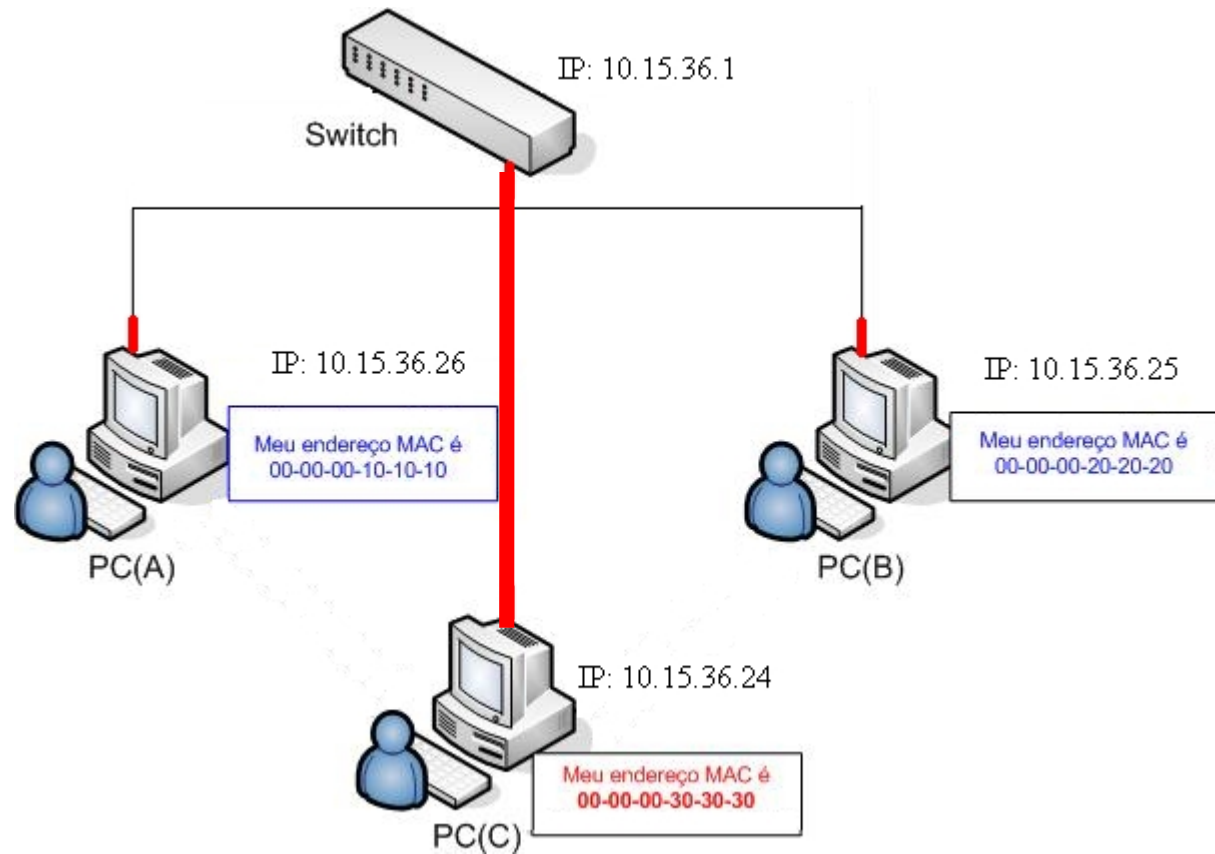 IP: 10.15.36.1
Switch
IP: 10.15.36.26
Meu endereço MAC é
00-00-00-10-10-10
PC(A)
IP: 10.15.36.25
Meu endereço MAC é
00-00-00-20-20-20
PC(B)
IP: 10.15.36.24
Meu endereço MAC é
00-00-00-30-30-30
PC(C)